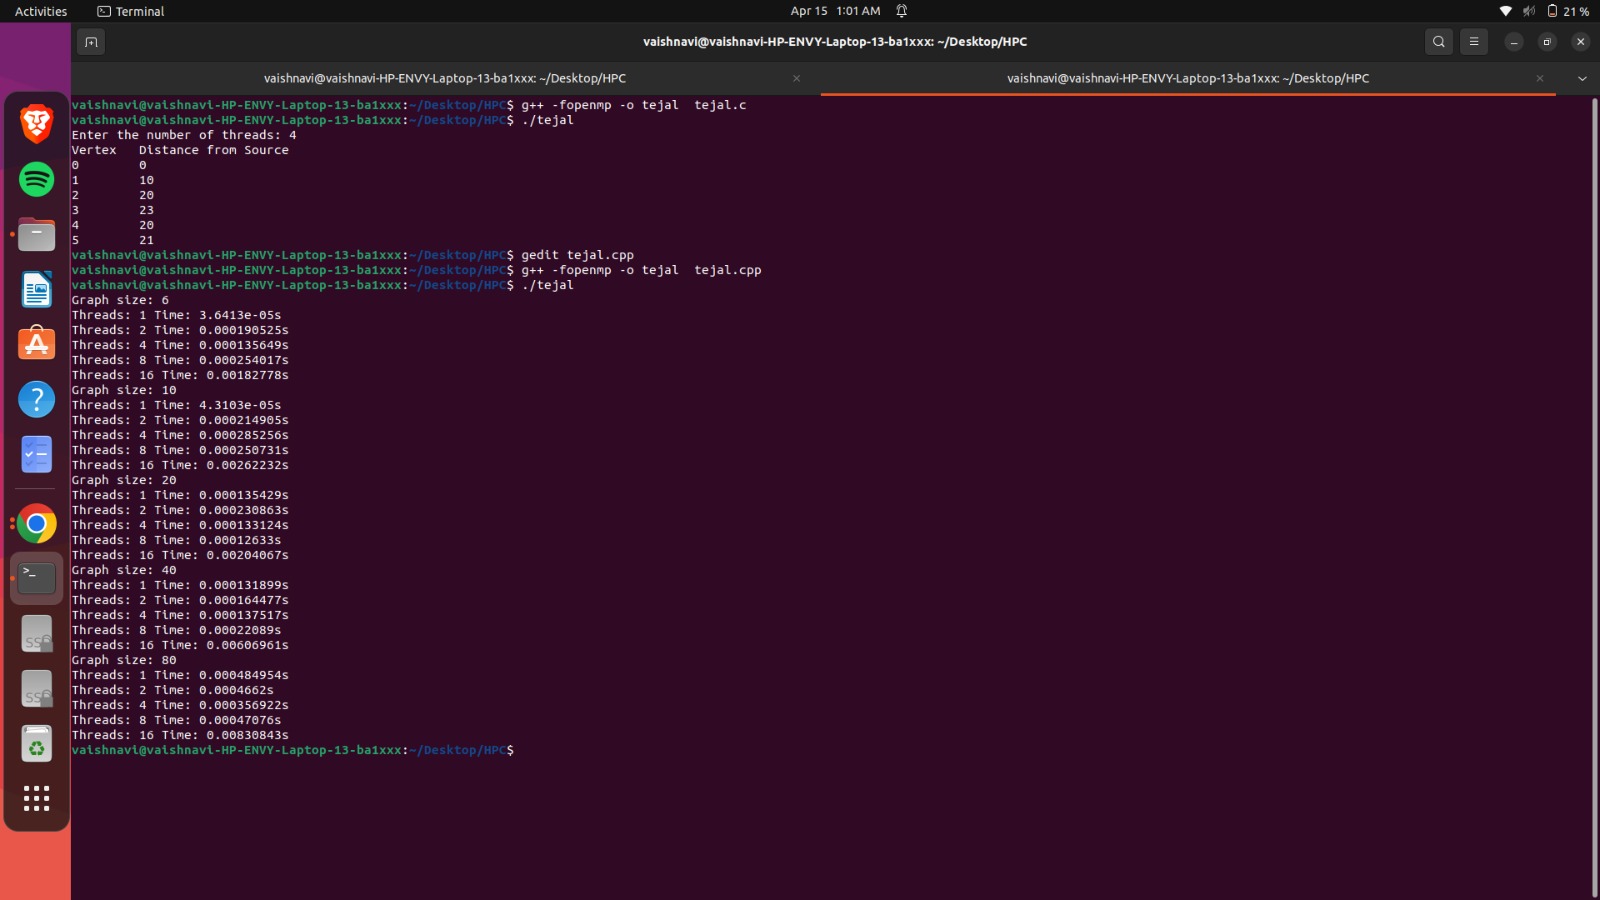 Activities Terminal Apr 15 1:01 AM 21 %
vaishnavi@vaishnavi-HP-ENVY-Laptop-13-ba1xxx: ~/Desktop/HPC
vaishnavi@vaishnavi-HP-ENVY-Laptop-13-ba1xxx: ~/Desktop/HPC vaishnavi@vaishnavi-HP-ENVY-Laptop-13-ba1xxx: ~/Desktop/HPC
vaishnavi@vaishnavi-HP-ENVY-Laptop-13-ba1xxx:~/Desktop/HPC$ g++ -fopenmp -o tejal  tejal.c
vaishnavi@vaishnavi-HP-ENVY-Laptop-13-ba1xxx:~/Desktop/HPC$ ./tejal
Enter the number of threads: 4
Vertex   Distance from Source
0        0
1        10
2        20
3        23
4        20
5        21
vaishnavi@vaishnavi-HP-ENVY-Laptop-13-ba1xxx:~/Desktop/HPC$ gedit tejal.cpp
vaishnavi@vaishnavi-HP-ENVY-Laptop-13-ba1xxx:~/Desktop/HPC$ g++ -fopenmp -o tejal  tejal.cpp
vaishnavi@vaishnavi-HP-ENVY-Laptop-13-ba1xxx:~/Desktop/HPC$ ./tejal
Graph size: 6
Threads: 1 Time: 3.6413e-05s
Threads: 2 Time: 0.000190525s
Threads: 4 Time: 0.000135649s
Threads: 8 Time: 0.000254017s
Threads: 16 Time: 0.00182778s
Graph size: 10
Threads: 1 Time: 4.3103e-05s
Threads: 2 Time: 0.000214905s
Threads: 4 Time: 0.000285256s
Threads: 8 Time: 0.000250731s
Threads: 16 Time: 0.00262232s
Graph size: 20
Threads: 1 Time: 0.000135429s
Threads: 2 Time: 0.000230863s
Threads: 4 Time: 0.000133124s
Threads: 8 Time: 0.00012633s
Threads: 16 Time: 0.00204067s
Graph size: 40
Threads: 1 Time: 0.000131899s
Threads: 2 Time: 0.000164477s
Threads: 4 Time: 0.000137517s
Threads: 8 Time: 0.00022089s
Threads: 16 Time: 0.00606961s
Graph size: 80
Threads: 1 Time: 0.000484954s
Threads: 2 Time: 0.0004662s
Threads: 4 Time: 0.000356922s
Threads: 8 Time: 0.00047076s
Threads: 16 Time: 0.00830843s
vaishnavi@vaishnavi-HP-ENVY-Laptop-13-ba1xxx:~/Desktop/HPC$